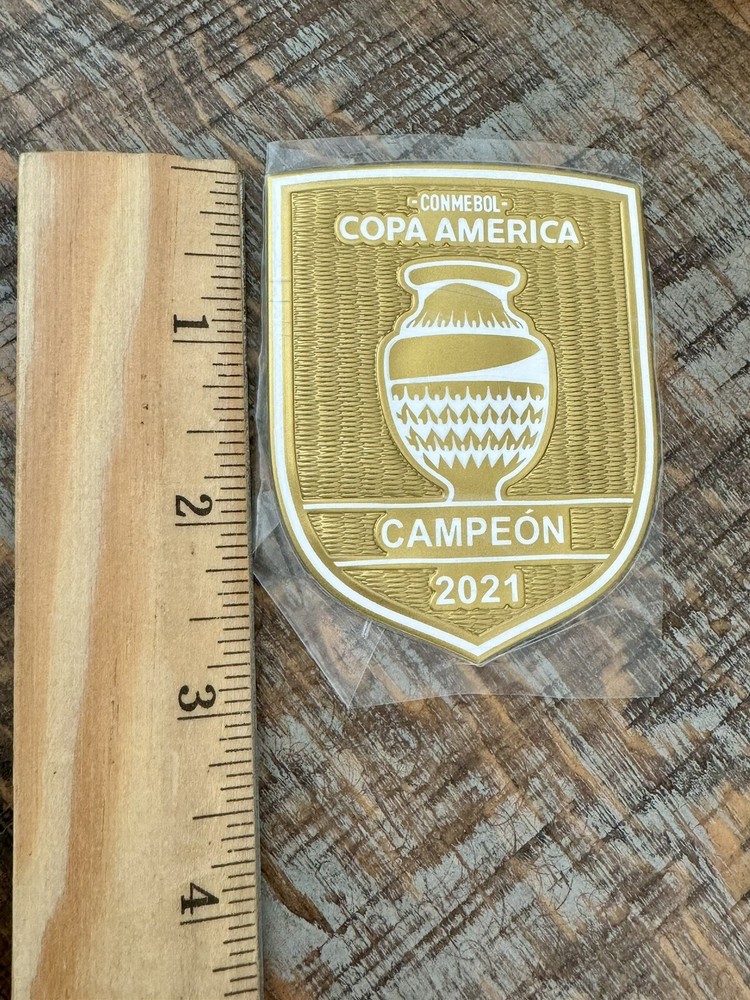 -CONMEBOL-
COPA AMERICA
CAMPEÓN
2021
1
2
3
4